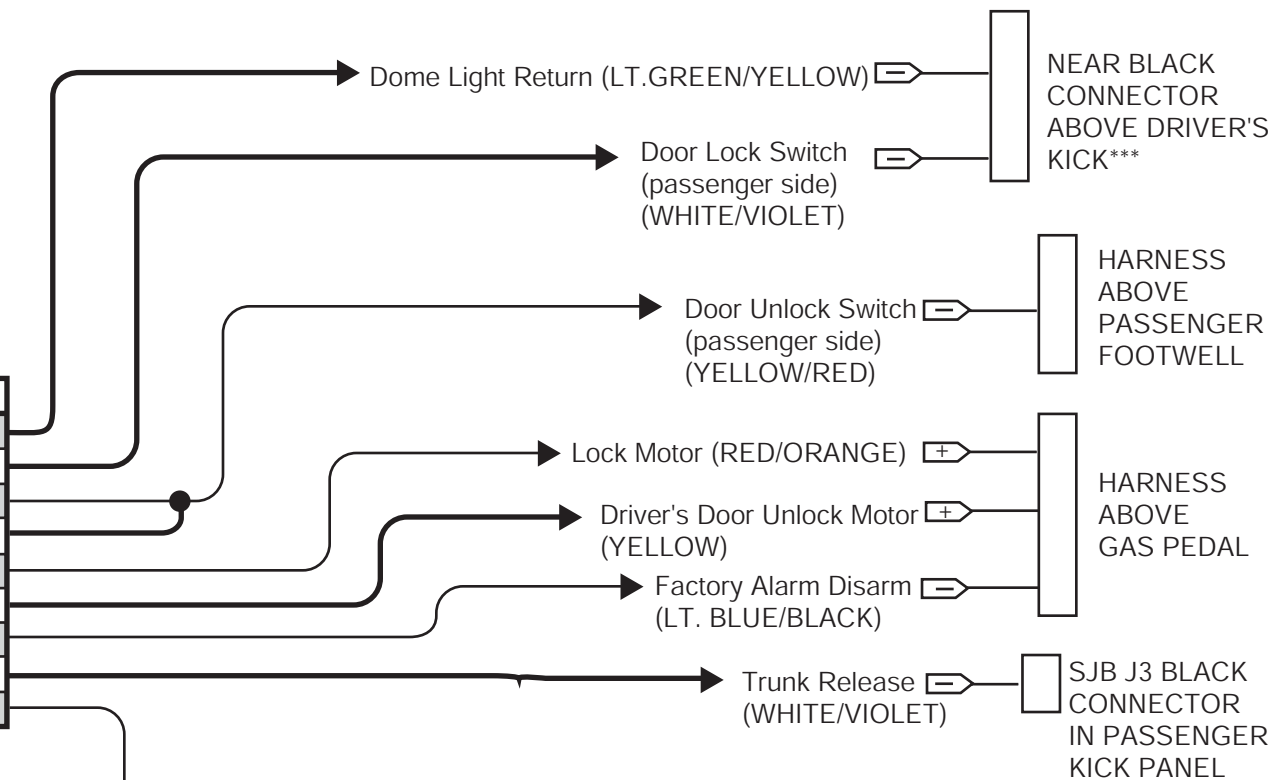 Dome Light Return (LT.GREEN/YELLOW) −
NEAR BLACK
CONNECTOR
ABOVE DRIVER'S
KICK***
Door Lock Switch −
(passenger side)
(WHITE/VIOLET)
Door Unlock Switch −
(passenger side)
(YELLOW/RED)
HARNESS
ABOVE
PASSENGER
FOOTWELL
Lock Motor (RED/ORANGE) +
Driver's Door Unlock Motor +
(YELLOW)
Factory Alarm Disarm −
(LT. BLUE/BLACK)
HARNESS
ABOVE
GAS PEDAL
Trunk Release −
(WHITE/VIOLET)
SJB J3 BLACK
CONNECTOR
IN PASSENGER
KICK PANEL